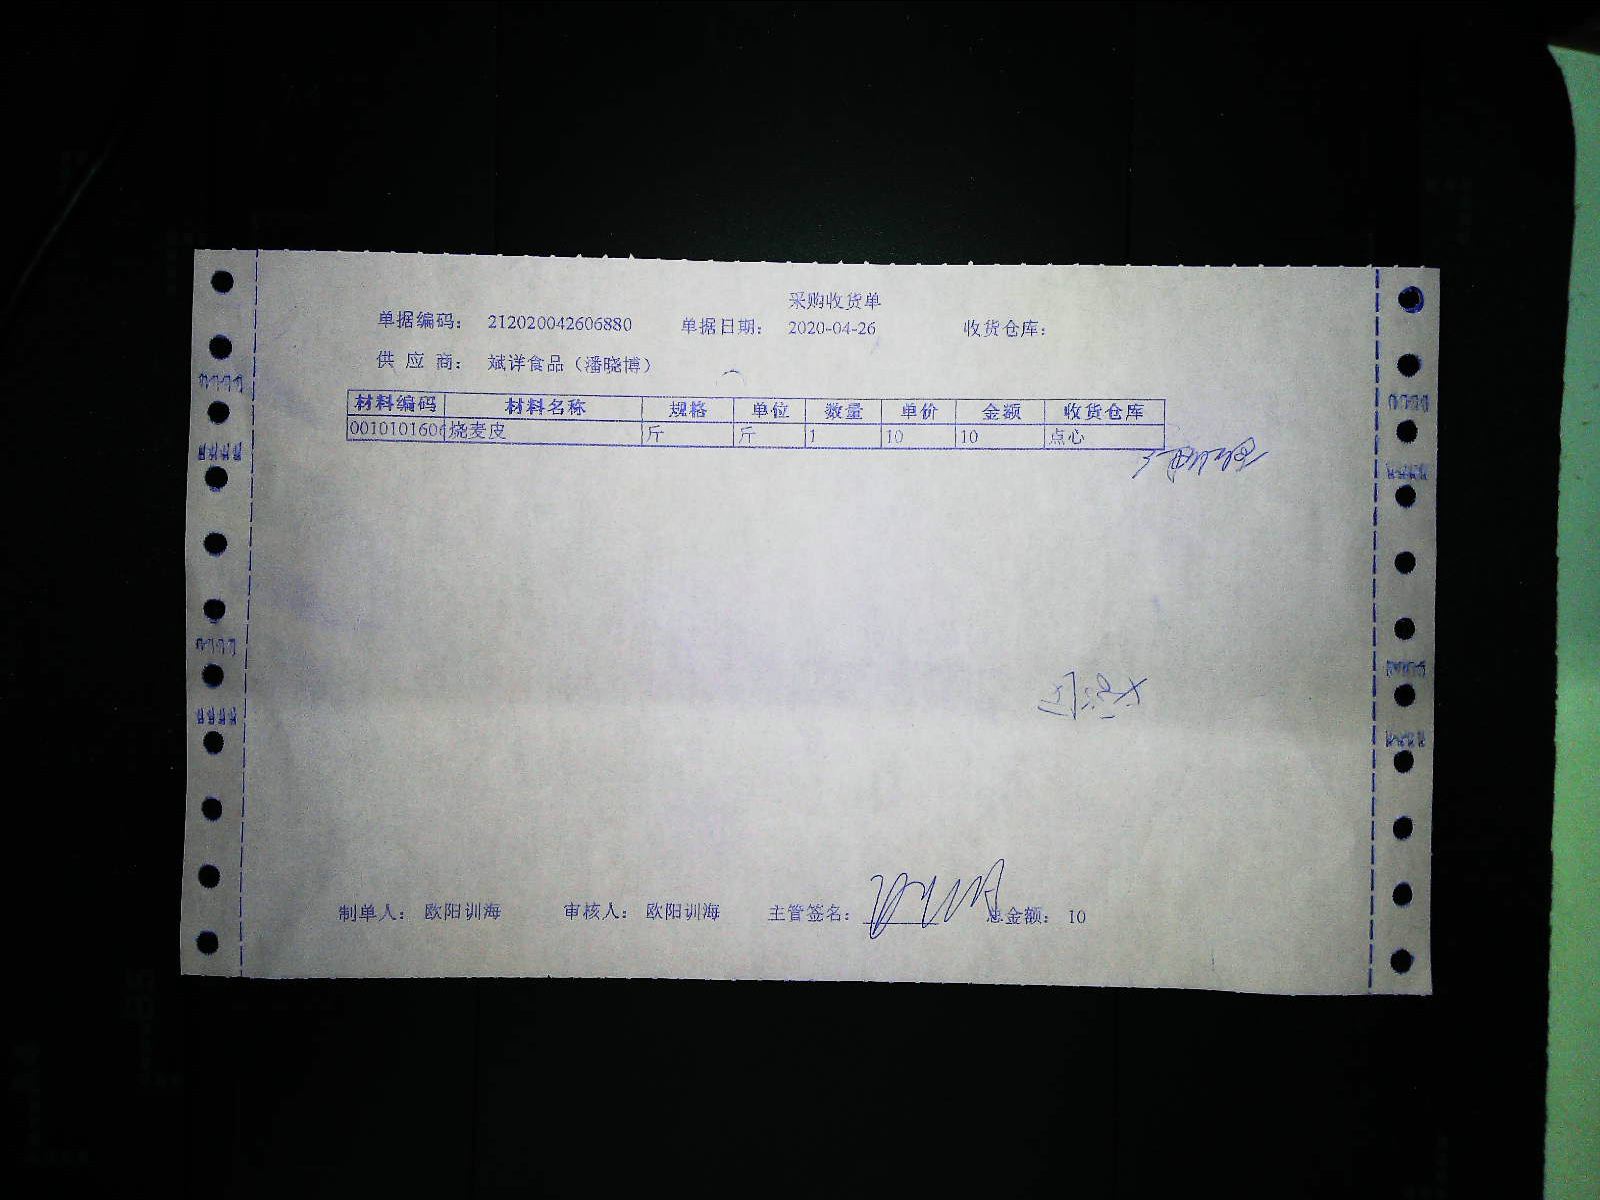 采购收货单
单据编码： 212020042606880 单据日期： 2020-04-26 收货仓库：
供 应 商： 斌详食品（潘晓博）
材料编码 材料名称 规格 单位 数量 单价 金额 收货仓库
0010101606 烧麦皮 斤 斤 1 10 10 点心
制单人： 欧阳训海 审核人： 欧阳训海 主管签名： 总金额： 10